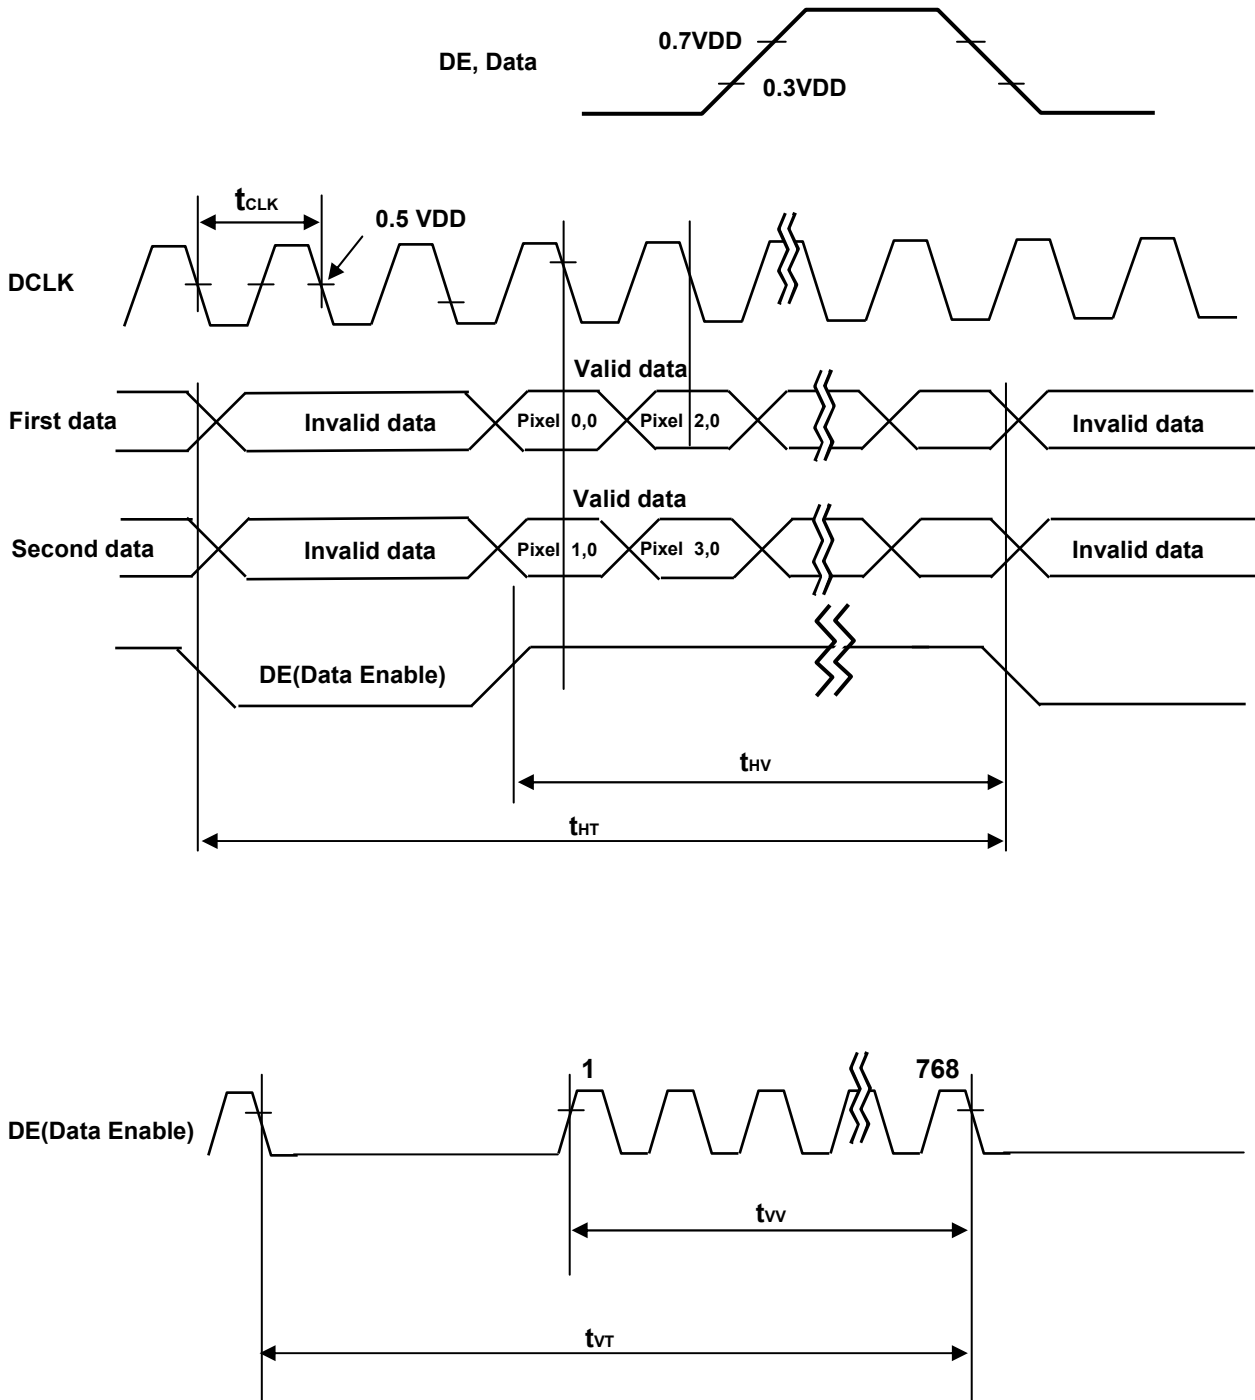 0.7VDD
DE, Data
0.3VDD
tCLK
0.5 VDD
DCLK
Valid data
First data
Invalid data
Pixel 0,0
Pixel 2,0
Invalid data
Valid data
Second data
Invalid data
Pixel 1,0
Pixel 3,0
Invalid data
DE(Data Enable)
tHV
tHT
1
768
DE(Data Enable)
tVV
tVT